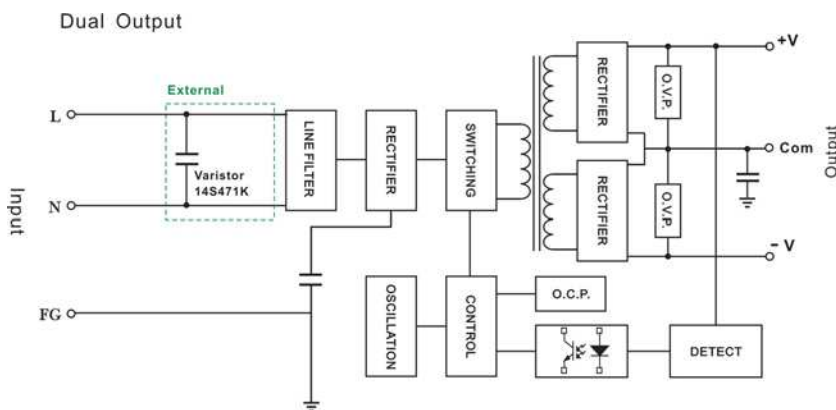 Dual Output
External
L
N
FG
Input
Varistor
14S471K
LINE FILTER
RECTIFIER
SWITCHING
RECTIFIER
RECTIFIER
O.V.P.
O.V.P.
+V
Com
- V
Output
OSCILLATION
CONTROL
O.C.P.
DETECT